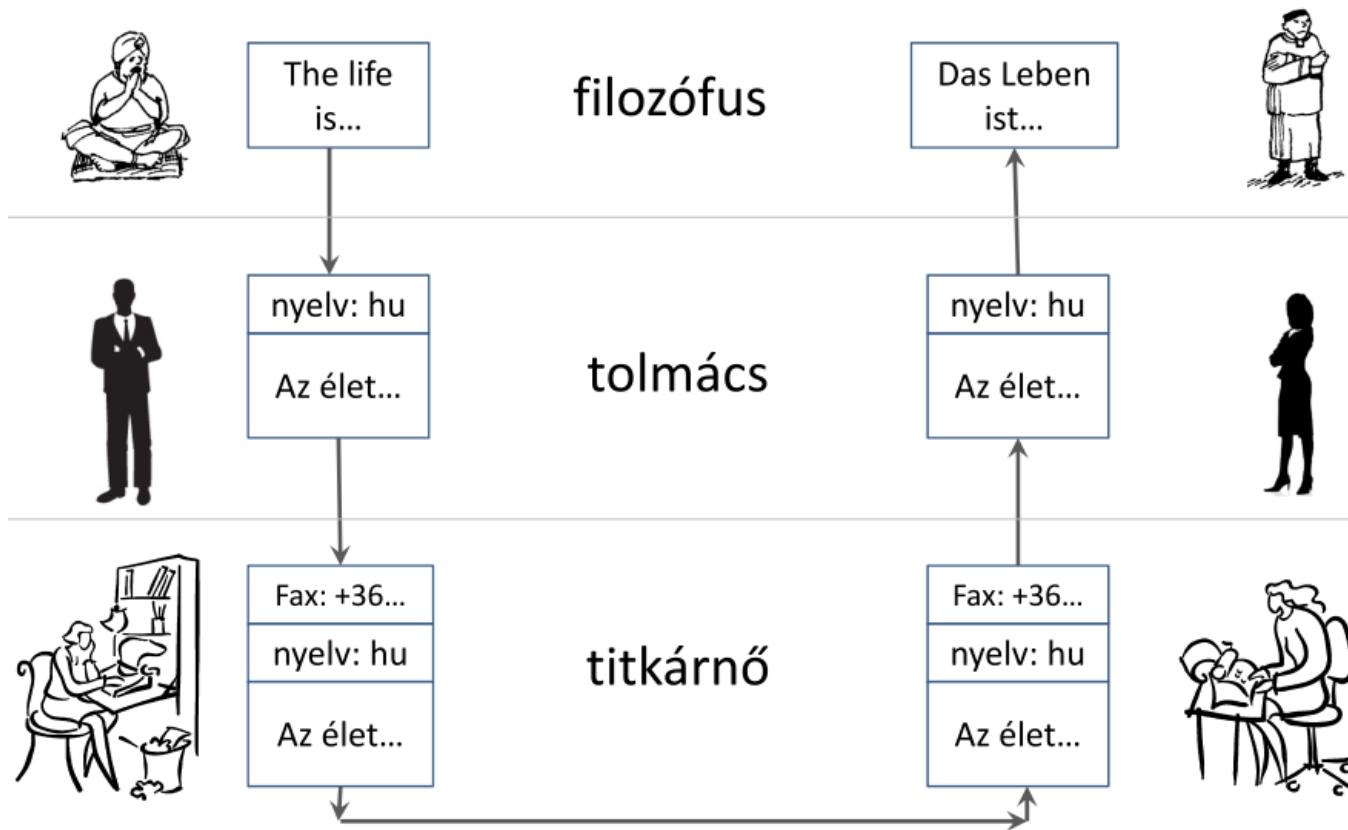 The life
is...
filozófus
Das Leben
ist...
nyelv: hu
Az élet...
tolmács
nyelv: hu
Az élet...
Fax: +36...
nyelv: hu
Az élet...
titkárnő
Fax: +36...
nyelv: hu
Az élet...